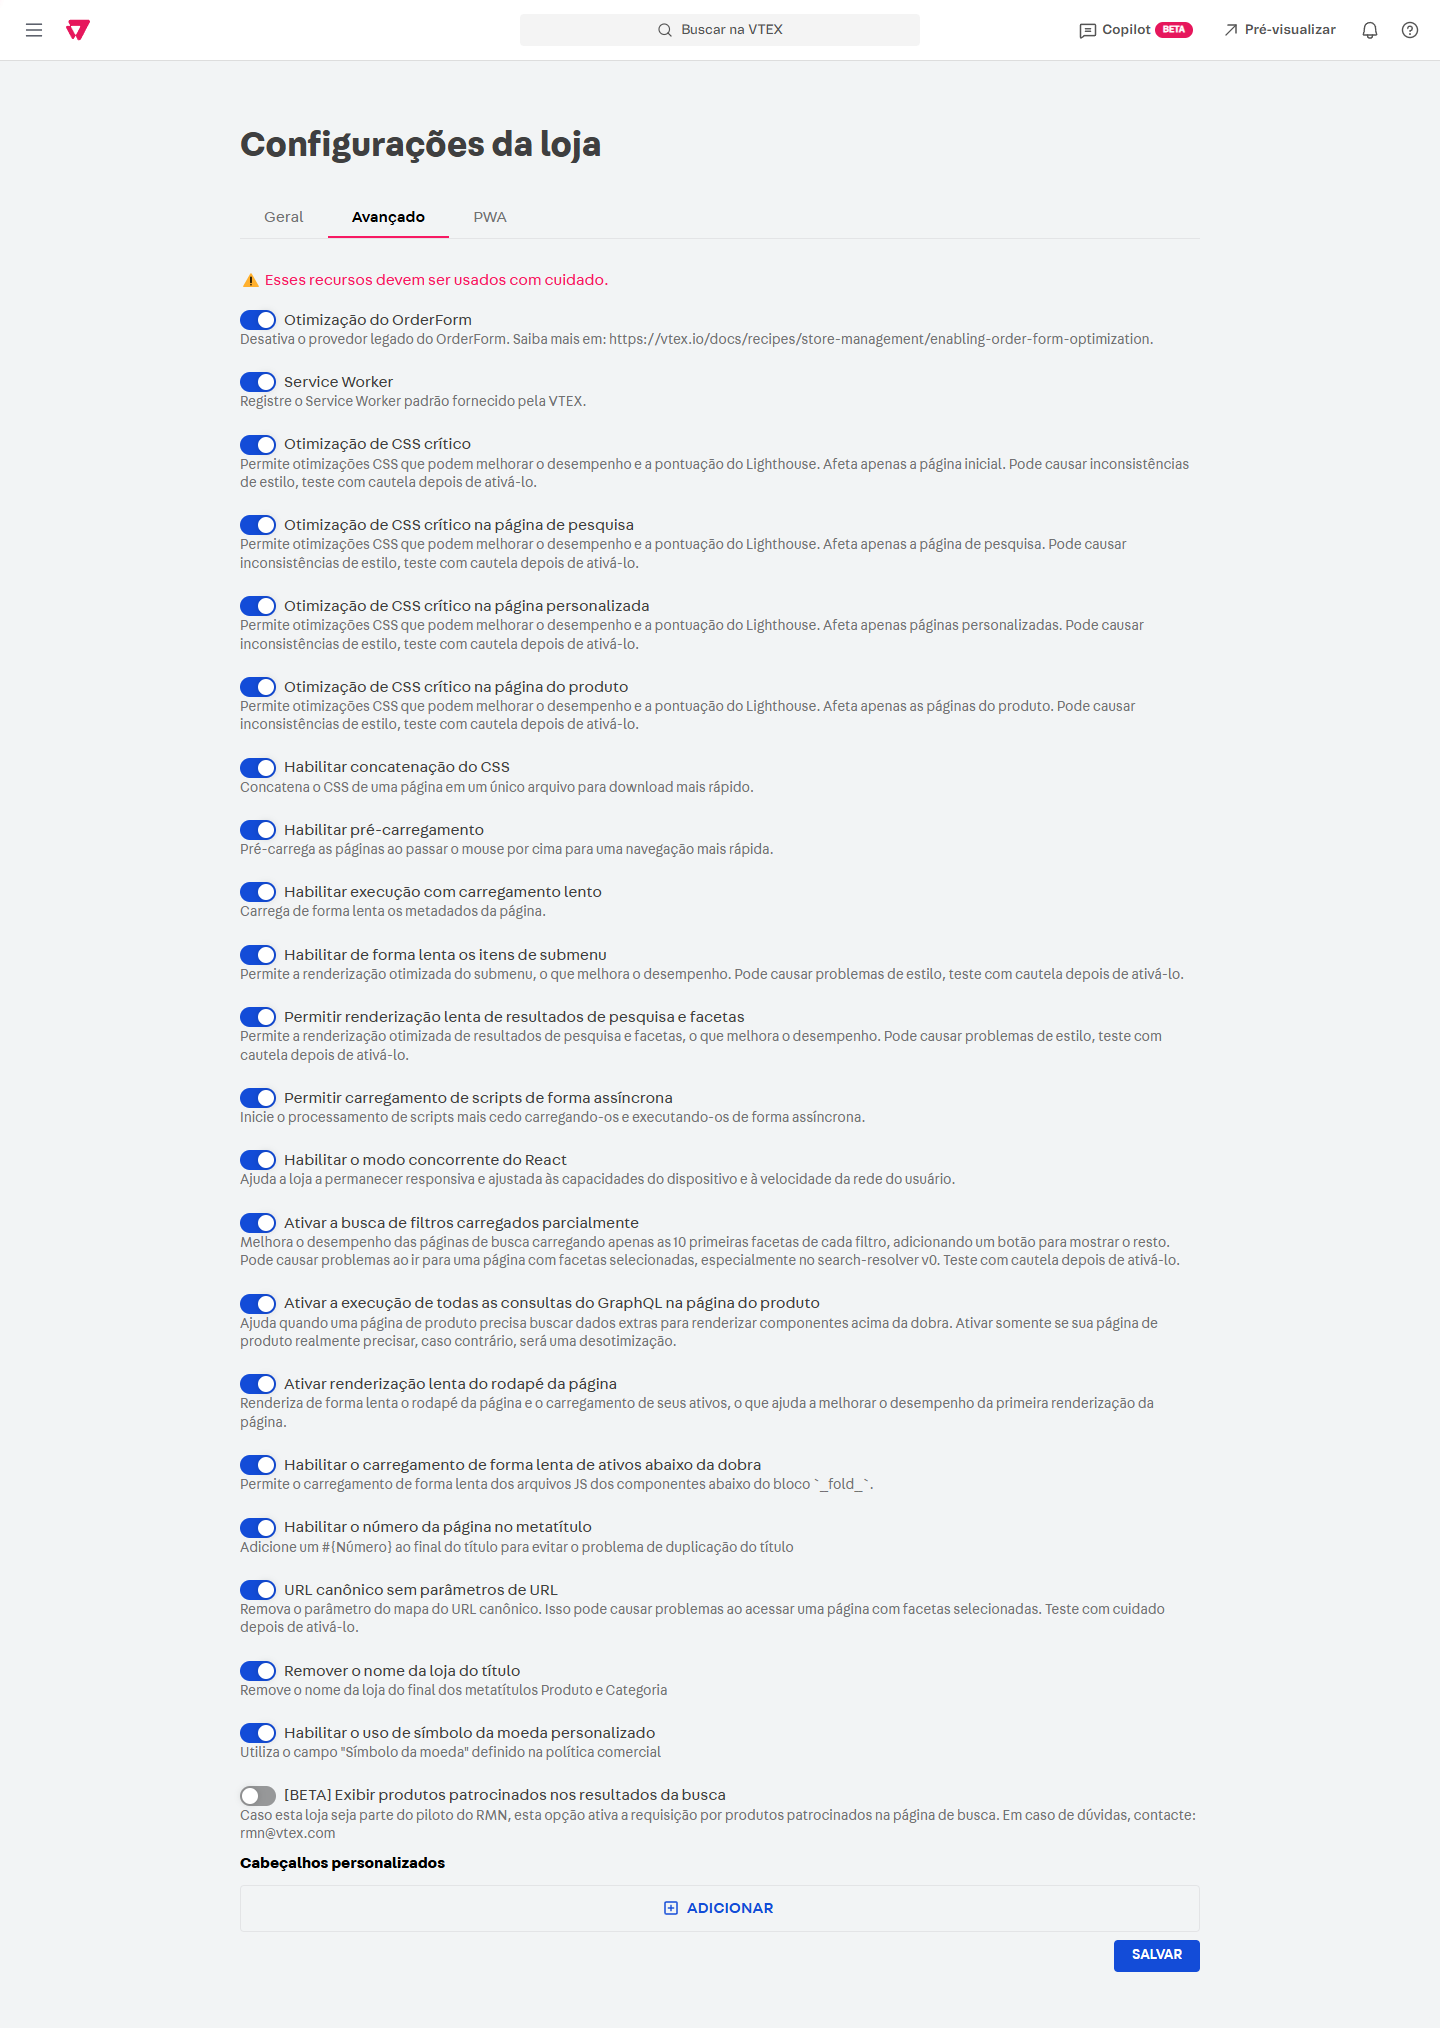 Buscar na VTEX
Copilot BETA
Pré-visualizar
Configurações da loja
Geral
Avançado
PWA
Esses recursos devem ser usados com cuidado.
Otimização do OrderForm
Desativa o provedor legado do OrderForm. Saiba mais em: https://vtex.io/docs/recipes/store-management/enabling-order-form-optimization.
Service Worker
Registre o Service Worker padrão fornecido pela VTEX.
Otimização de CSS crítico
Permite otimizações CSS que podem melhorar o desempenho e a pontuação do Lighthouse. Afeta apenas a página inicial. Pode causar inconsistências
de estilo, teste com cautela depois de ativá-lo.
Otimização de CSS crítico na página de pesquisa
Permite otimizações CSS que podem melhorar o desempenho e a pontuação do Lighthouse. Afeta apenas a página de pesquisa. Pode causar
inconsistências de estilo, teste com cautela depois de ativá-lo.
Otimização de CSS crítico na página personalizada
Permite otimizações CSS que podem melhorar o desempenho e a pontuação do Lighthouse. Afeta apenas páginas personalizadas. Pode causar
inconsistências de estilo, teste com cautela depois de ativá-lo.
Otimização de CSS crítico na página do produto
Permite otimizações CSS que podem melhorar o desempenho e a pontuação do Lighthouse. Afeta apenas as páginas do produto. Pode causar
inconsistências de estilo, teste com cautela depois de ativá-lo.
Habilitar concatenação do CSS
Concatena o CSS de uma página em um único arquivo para download mais rápido.
Habilitar pré-carregamento
Pré-carrega as páginas ao passar o mouse por cima para uma navegação mais rápida.
Habilitar execução com carregamento lento
Carrega de forma lenta os metadados da página.
Habilitar de forma lenta os itens de submenu
Permite a renderização otimizada do submenu, o que melhora o desempenho. Pode causar problemas de estilo, teste com cautela depois de ativá-lo.
Permitir renderização lenta de resultados de pesquisa e facetas
Permite a renderização otimizada de resultados de pesquisa e facetas, o que melhora o desempenho. Pode causar problemas de estilo, teste com
cautela depois de ativá-lo.
Permitir carregamento de scripts de forma assíncrona
Inicie o processamento de scripts mais cedo carregando-os e executando-os de forma assíncrona.
Habilitar o modo concorrente do React
Ajuda a loja a permanecer responsiva e ajustada às capacidades do dispositivo e à velocidade da rede do usuário.
Ativar a busca de filtros carregados parcialmente
Melhora o desempenho das páginas de busca carregando apenas as 10 primeiras facetas de cada filtro, adicionando um botão para mostrar o resto.
Pode causar problemas ao ir para uma página com facetas selecionadas, especialmente no search-resolver v0. Teste com cautela depois de ativá-lo.
Ativar a execução de todas as consultas do GraphQL na página do produto
Ajuda quando uma página de produto precisa buscar dados extras para renderizar componentes acima da dobra. Ativar somente se sua página de
produto realmente precisar, caso contrário, será uma desotimização.
Ativar renderização lenta do rodapé da página
Renderiza de forma lenta o rodapé da página e o carregamento de seus ativos, o que ajuda a melhorar o desempenho da primeira renderização da
página.
Habilitar o carregamento de forma lenta de ativos abaixo da dobra
Permite o carregamento de forma lenta dos arquivos JS dos componentes abaixo do bloco `_fold_`.
Habilitar o número da página no metatítulo
Adicione um #{Número} ao final do título para evitar o problema de duplicação do título
URL canônico sem parâmetros de URL
Remova o parâmetro do mapa do URL canônico. Isso pode causar problemas ao acessar uma página com facetas selecionadas. Teste com cuidado
depois de ativá-lo.
Remover o nome da loja do título
Remove o nome da loja do final dos metatítulos Produto e Categoria
Habilitar o uso de símbolo da moeda personalizado
Utiliza o campo "Símbolo da moeda" definido na política comercial
[BETA] Exibir produtos patrocinados nos resultados da busca
Caso esta loja seja parte do piloto do RMN, esta opção ativa a requisição por produtos patrocinados na página de busca. Em caso de dúvidas, contacte:
rmn@vtex.com
Cabeçalhos personalizados
ADICIONAR
SALVAR